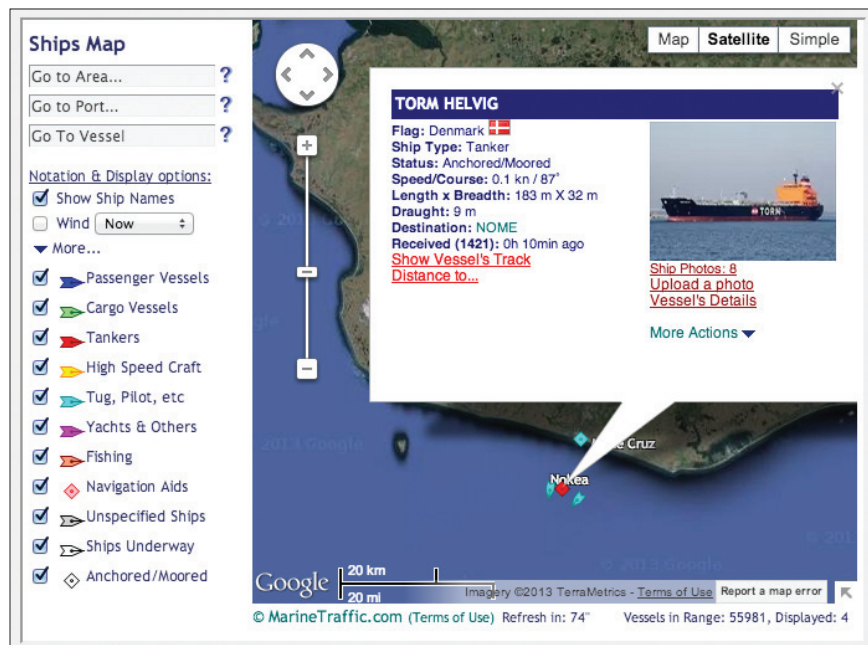 Ships Map
Go to Area... ?
Go to Port... ?
Go To Vessel ?
Notation & Display options:
Show Ship Names
Wind Now
More...
Passenger Vessels
Cargo Vessels
Tankers
High Speed Craft
Tug, Pilot, etc
Yachts & Others
Fishing
Navigation Aids
Unspecified Ships
Ships Underway
Anchored/Moored
Map Satellite Simple
TORM HELVIG
Flag: Denmark
Ship Type: Tanker
Status: Anchored/Moored
Speed/Course: 0.1 kn / 87˚
Length x Breadth: 183 m X 32 m
Draught: 9 m
Destination: NOME
Received (1421): 0h 10min ago
Show Vessel's Track
Distance to...
TORM
Ship Photos: 8
Upload a photo
Vessel's Details
More Actions
Cruz
Nokea
© 2013 Google
Google
20 km
20 mi
Imagery ©2013 TerraMetrics - Terms of Use
Report a map error
© MarineTraffic.com (Terms of Use) Refresh in: 74" Vessels in Range: 55981, Displayed: 4